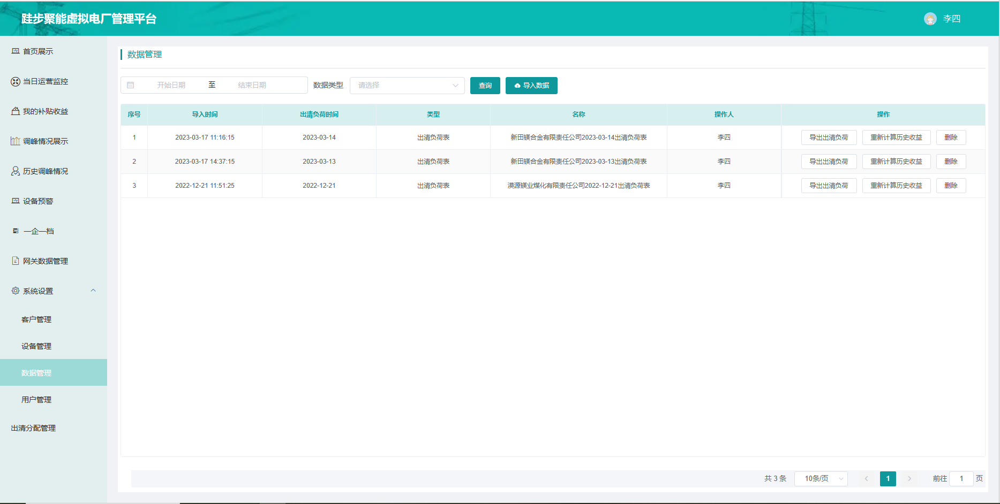 跬步聚能虚拟电厂管理平台
李四
首页展示
当日运营监控
我的补贴收益
调峰情况展示
历史调峰情况
设备预警
一企一档
网关数据管理
系统设置
客户管理
设备管理
数据管理
用户管理
出清分配管理
数据管理
开始日期 至 结束日期 数据类型 请选择 查询 导入数据
序号 导入时间 出清负荷时间 类型 名称 操作人 操作
1 2023-03-17 11:16:15 2023-03-14 出清负荷表 新田镁合金有限责任公司2023-03-14出清负荷表 李四 导出出清负荷 重新计算历史收益 删除
2 2023-03-17 14:37:15 2023-03-13 出清负荷表 新田镁合金有限责任公司2023-03-13出清负荷表 李四 导出出清负荷 重新计算历史收益 删除
3 2022-12-21 11:51:25 2022-12-21 出清负荷表 漠源镁业煤化有限责任公司2022-12-21出清负荷表 李四 导出出清负荷 重新计算历史收益 删除
共 3 条 10条/页 1 前往 1 页